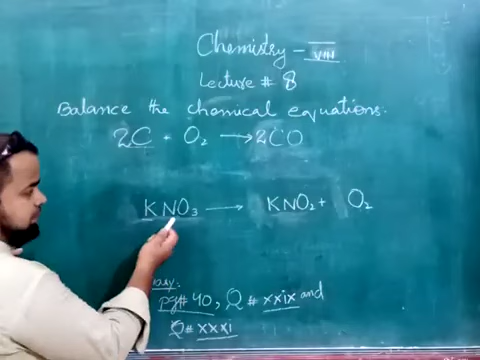 Chemistry - VIII
Lecture # 8
Balance the chemical equations.
2C + O₂ → 2CO
KNO₃ → KNO₂ + O₂
pg# 40, Q # xxix and
Q# xxxi